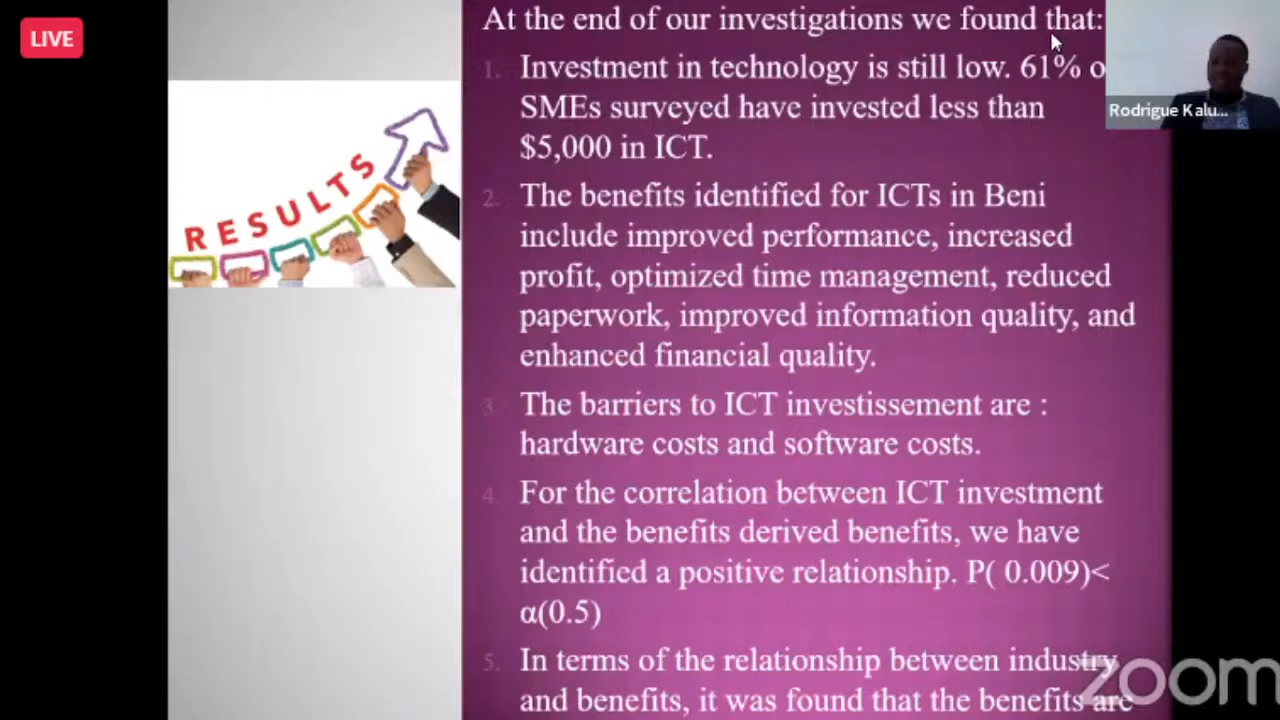 LIVE
At the end of our investigations we found that:
Rodrigue Kalu...
RESULTS
1. Investment in technology is still low. 61% o
SMEs surveyed have invested less than
$5,000 in ICT.
2. The benefits identified for ICTs in Beni
include improved performance, increased
profit, optimized time management, reduced
paperwork, improved information quality, and
enhanced financial quality.
3. The barriers to ICT investissement are :
hardware costs and software costs.
4. For the correlation between ICT investment
and the benefits derived benefits, we have
identified a positive relationship. P( 0.009)<
α(0.5)
5. In terms of the relationship between industry
and benefits, it was found that the benefits are
zoom